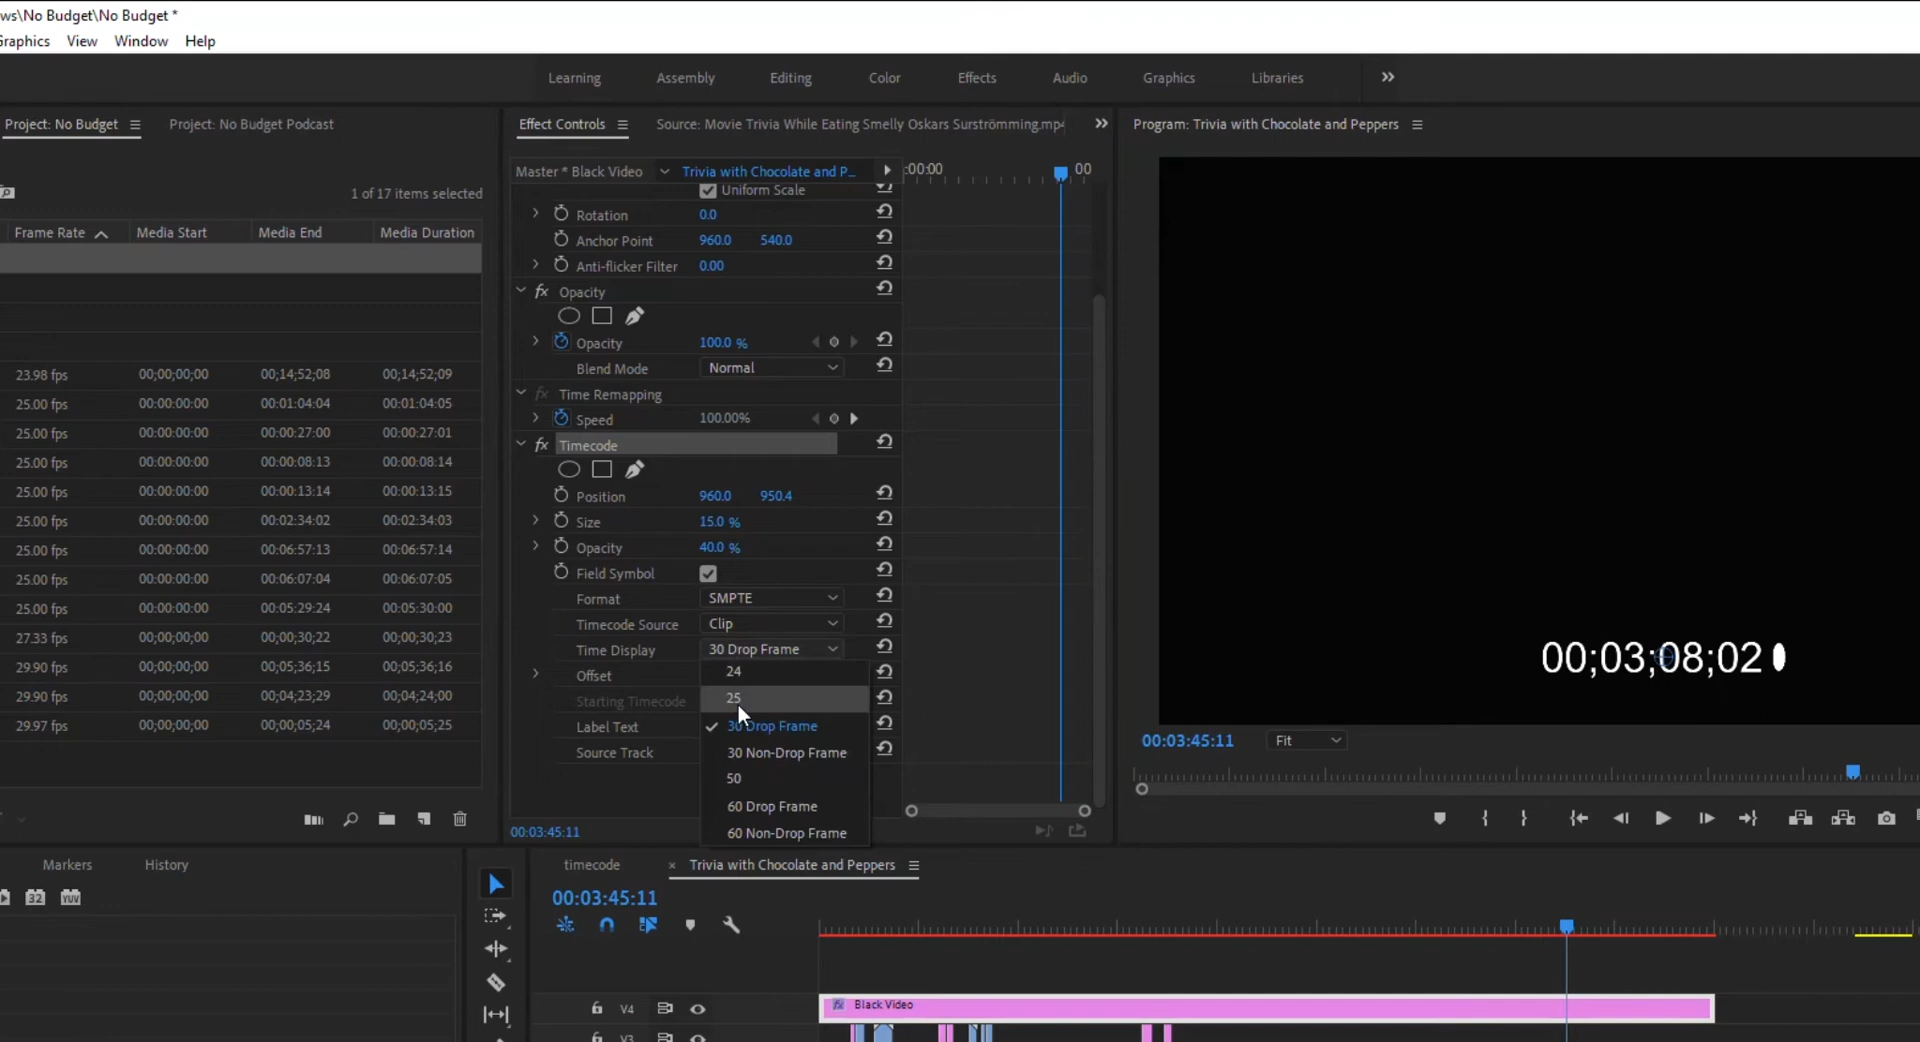 ws\No Budget\No Budget *
Graphics View Window Help
Learning Assembly Editing Color Effects Audio Graphics Libraries
Project: No Budget Project: No Budget Podcast
1 of 17 items selected
Frame Rate Media Start Media End Media Duration
23.98 fps 00;00;00;00 00;14;52;08 00;14;52;09
25.00 fps 00:00:00:00 00:01:04:04 00:01:04:05
25.00 fps 00:00:00:00 00:00:27:00 00:00:27:01
25.00 fps 00:00:00:00 00:00:08:13 00:00:08:14
25.00 fps 00:00:00:00 00:00:13:14 00:00:13:15
25.00 fps 00:00:00:00 00:02:34:02 00:02:34:03
25.00 fps 00:00:00:00 00:06:57:13 00:06:57:14
25.00 fps 00:00:00:00 00:06:07:04 00:06:07:05
25.00 fps 00:00:00:00 00:05:29:24 00:05:30:00
27.33 fps 00;00;00;00 00;00;30;22 00;00;30;23
29.90 fps 00;00;00;00 00;05;36;15 00;05;36;16
29.90 fps 00;00;00;00 00;04;23;29 00;04;24;00
29.97 fps 00;00;00;00 00;00;05;24 00;00;05;25
Effect Controls Source: Movie Trivia While Eating Smelly Oskars Surströmming.mp4
Master * Black Video Trivia with Chocolate and P...
:00:00 00
Uniform Scale
Rotation 0.0
Anchor Point 960.0 540.0
Anti-flicker Filter 0.00
fx Opacity
Opacity 100.0 %
Blend Mode Normal
fx Time Remapping
Speed 100.00%
fx Timecode
Position 960.0 950.4
Size 15.0 %
Opacity 40.0 %
Field Symbol
Format SMPTE
Timecode Source Clip
Time Display 30 Drop Frame
Offset
Starting Timecode
Label Text
Source Track
24
25
30 Drop Frame
30 Non-Drop Frame
50
60 Drop Frame
60 Non-Drop Frame
00:03:45:11
Program: Trivia with Chocolate and Peppers
00;03;08;02
00:03:45:11 Fit
Markers History
32 YUV
timecode × Trivia with Chocolate and Peppers
00:03:45:11
V4 fx Black Video
V3